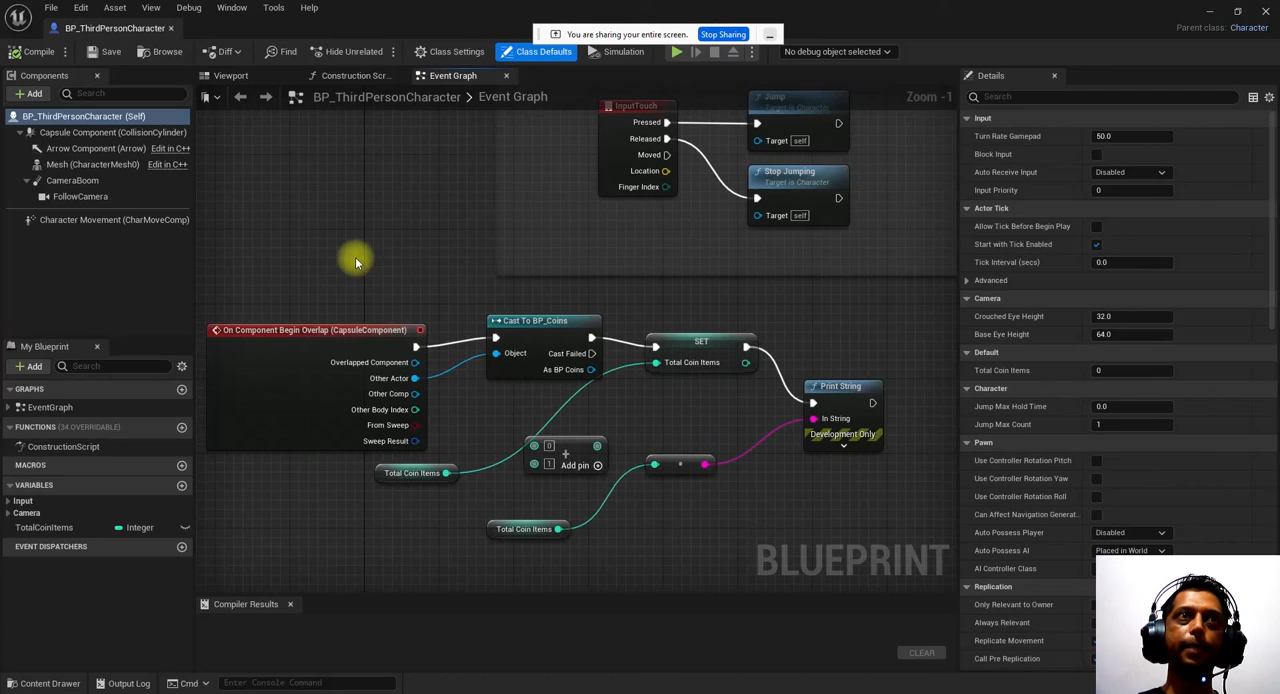 File Edit Asset View Debug Window Tools Help
BP_ThirdPersonCharacter
Parent class: Character
You are sharing your entire screen. Stop Sharing
Compile Save Browse Diff Find Hide Unrelated Class Settings Class Defaults Simulation No debug object selected
Components
Add Search
BP_ThirdPersonCharacter (Self)
Capsule Component (CollisionCylinder)
Arrow Component (Arrow) Edit in C++
Mesh (CharacterMesh0) Edit in C++
CameraBoom
FollowCamera
Character Movement (CharMoveComp)
My Blueprint
Add Search
GRAPHS
EventGraph
FUNCTIONS (34 OVERRIDABLE)
ConstructionScript
MACROS
VARIABLES
Input
Camera
TotalCoinItems Integer
EVENT DISPATCHERS
Viewport Construction Scr... Event Graph
BP_ThirdPersonCharacter > Event Graph Zoom -1
InputTouch
Pressed
Released
Moved
Location
Finger Index
Jump
Target is Character
Target self
Stop Jumping
Target is Character
Target self
On Component Begin Overlap (CapsuleComponent)
Overlapped Component
Other Actor
Other Comp
Other Body Index
From Sweep
Sweep Result
Cast To BP_Coins
Object Cast Failed
As BP Coins
SET
Total Coin Items
Print String
In String
Development Only
Total Coin Items
0
1 Add pin
Total Coin Items
BLUEPRINT
Compiler Results
CLEAR
Details
Search
Input
Turn Rate Gamepad 50.0
Block Input
Auto Receive Input Disabled
Input Priority 0
Actor Tick
Allow Tick Before Begin Play
Start with Tick Enabled
Tick Interval (secs) 0.0
Advanced
Camera
Crouched Eye Height 32.0
Base Eye Height 64.0
Default
Total Coin Items 0
Character
Jump Max Hold Time 0.0
Jump Max Count 1
Pawn
Use Controller Rotation Pitch
Use Controller Rotation Yaw
Use Controller Rotation Roll
Can Affect Navigation Generat.
Auto Possess Player Disabled
Auto Possess AI Placed in World
AI Controller Class
Replication
Only Relevant to Owner
Always Relevant
Replicate Movement
Call Pre Replication
Content Drawer Output Log Cmd Enter Console Command